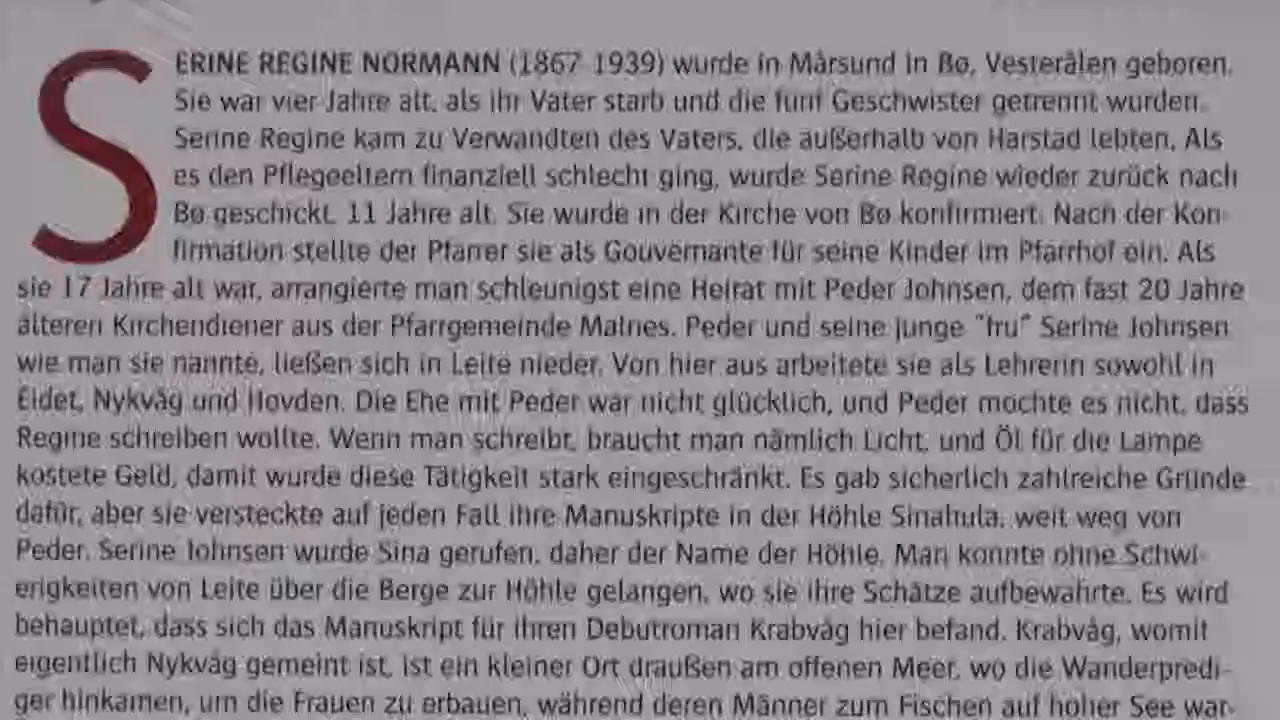 SERINE REGINE NORMANN (1867-1939) wurde in Mårsund in Bø, Vesterålen geboren.
Sie war vier Jahre alt, als ihr Vater starb und die fünf Geschwister getrennt wurden.
Serine Regine kam zu Verwandten des Vaters, die außerhalb von Harstad lebten. Als
es den Pflegeeltern finanziell schlecht ging, wurde Serine Regine wieder zurück nach
Bø geschickt, 11 Jahre alt. Sie wurde in der Kirche von Bø konfirmiert. Nach der Kon-
firmation stellte der Pfarrer sie als Gouvernante für seine Kinder im Pfarrhof ein. Als
sie 17 Jahre alt war, arrangierte man schleunigst eine Heirat mit Peder Johnsen, dem fast 20 Jahre
älteren Kirchendiener aus der Pfarrgemeinde Malnes. Peder und seine junge "fru" Serine Johnsen
wie man sie nannte, ließen sich in Leite nieder. Von hier aus arbeitete sie als Lehrerin sowohl in
Eidet, Nykvåg und Hovden. Die Ehe mit Peder war nicht glücklich, und Peder mochte es nicht, dass
Regine schreiben wollte. Wenn man schreibt, braucht man nämlich Licht, und Öl für die Lampe
kostete Geld, damit wurde diese Tätigkeit stark eingeschränkt. Es gab sicherlich zahlreiche Gründe
dafür, aber sie versteckte auf jeden Fall ihre Manuskripte in der Höhle Sinahula, weit weg von
Peder. Serine Johnsen wurde Sina gerufen, daher der Name der Höhle. Man konnte ohne Schwi-
erigkeiten von Leite über die Berge zur Höhle gelangen, wo sie ihre Schätze aufbewahrte. Es wird
behauptet, dass sich das Manuskript für ihren Debutroman Krabvåg hier befand. Krabvåg, womit
eigentlich Nykvåg gemeint ist, ist ein kleiner Ort draußen am offenen Meer, wo die Wanderpredi-
ger hinkamen, um die Frauen zu erbauen, während deren Männer zum Fischen auf hoher See war-